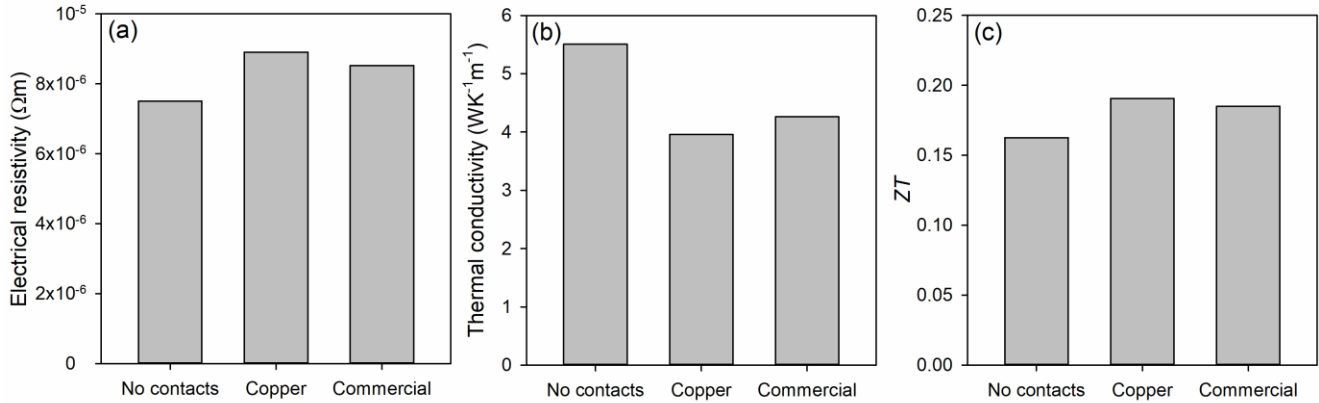 (a)
Electrical resistivity (Ωm)
10⁻⁵
8x10⁻⁶
6x10⁻⁶
4x10⁻⁶
2x10⁻⁶
0
No contacts Copper Commercial
(b)
Thermal conductivity (WK⁻¹m⁻¹)
6
5
4
3
2
1
0
No contacts Copper Commercial
(c)
ZT
0.25
0.20
0.15
0.10
0.05
0.00
No contacts Copper Commercial